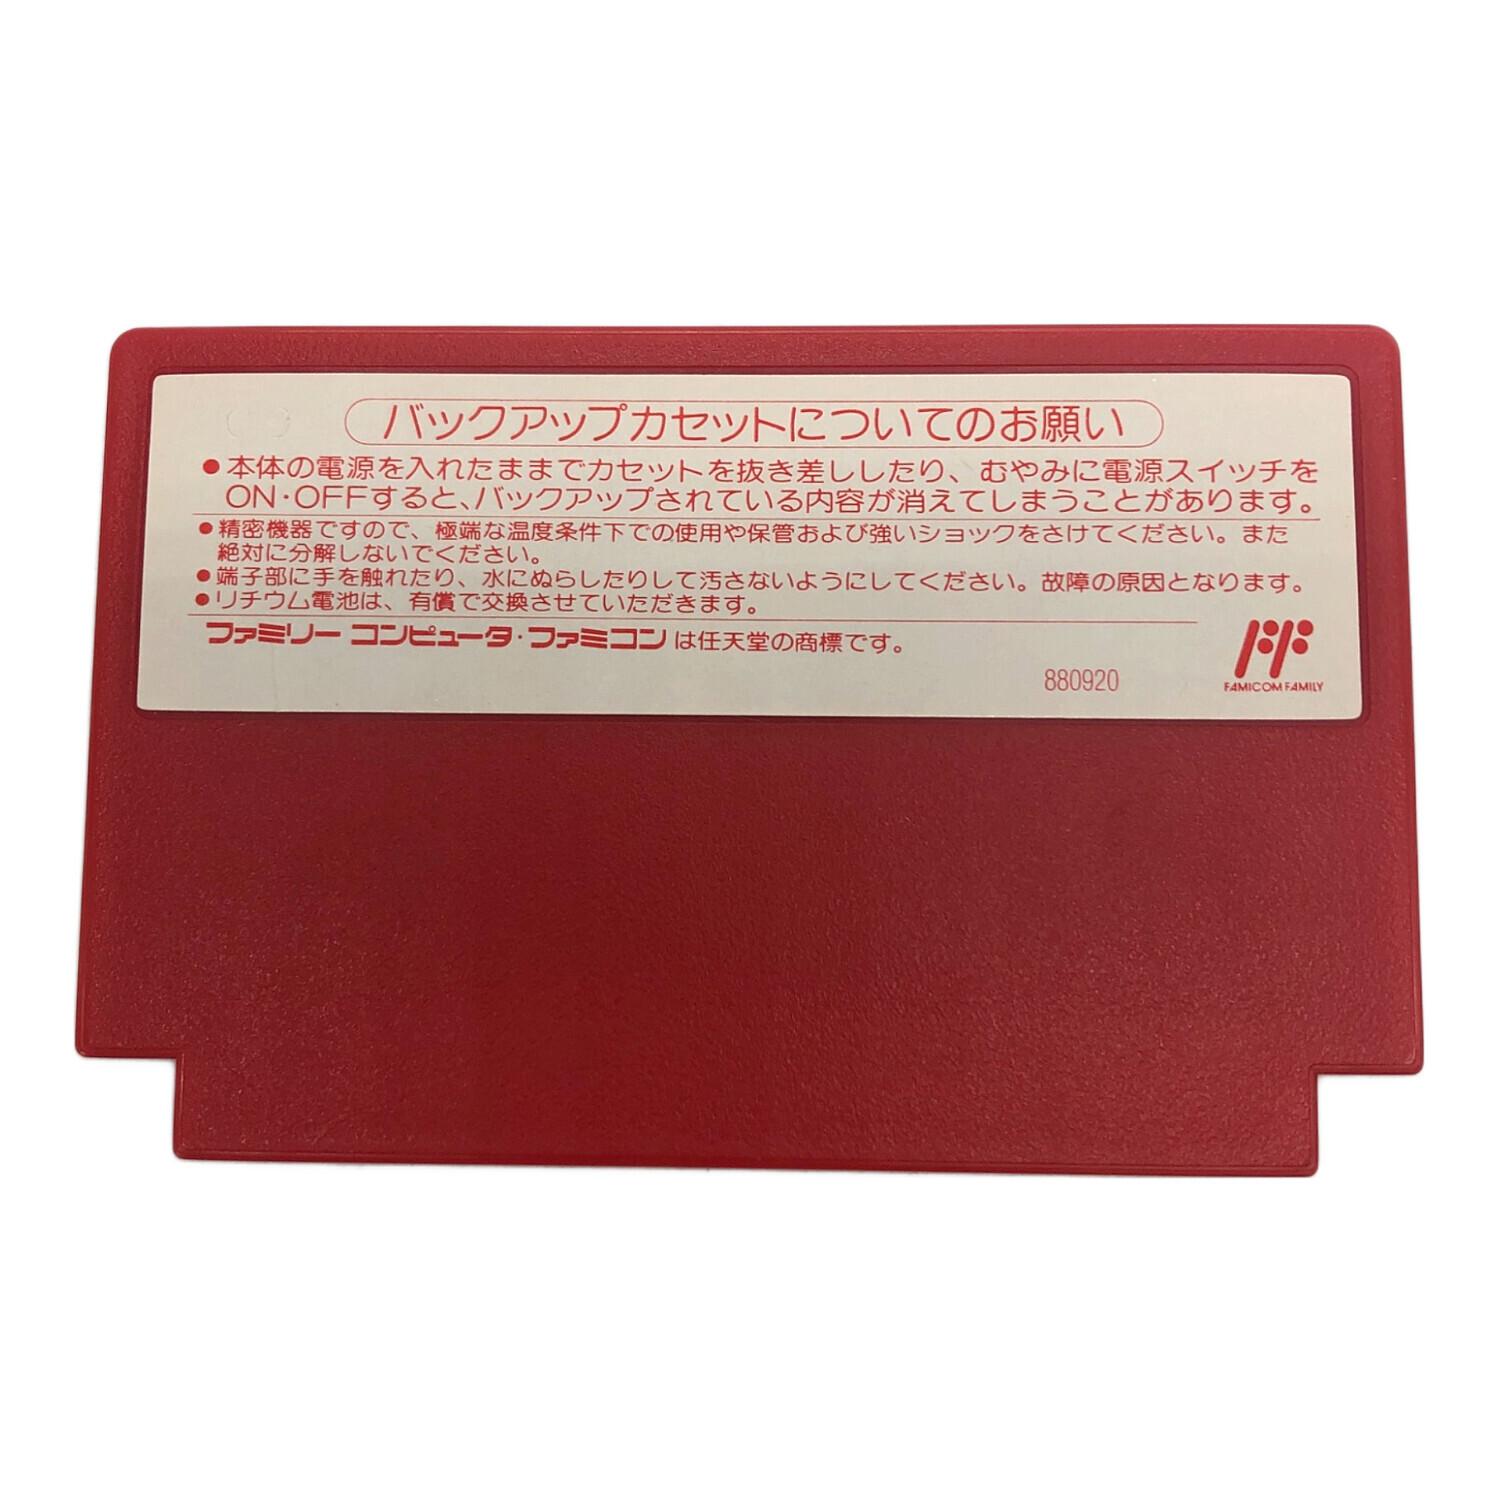 バックアップカセットについてのお願い
●本体の電源を入れたままでカセットを抜き差ししたり、むやみに電源スイッチを
ON・OFFすると、バックアップされている内容が消えてしまうことがあります。
●精密機器ですので、極端な温度条件下での使用や保管および強いショックをさけてください。また
絶対に分解しないでください。
●端子部に手を触れたり、水にぬらしたりして汚さないようにしてください。故障の原因となります。
●リチウム電池は、有償で交換させていただきます。
ファミリー コンピュータ・ファミコン は任天堂の商標です。
880920
FAMICOM FAMILY